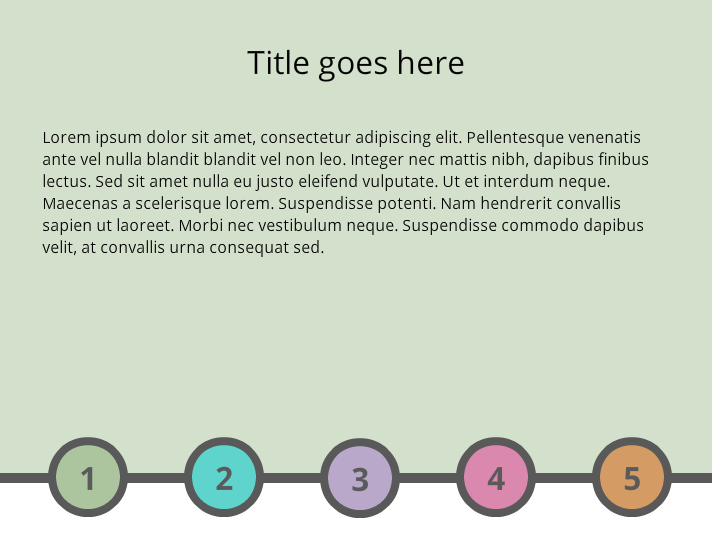 Title goes here
Lorem ipsum dolor sit amet, consectetur adipiscing elit. Pellentesque venenatis
ante vel nulla blandit blandit vel non leo. Integer nec mattis nibh, dapibus finibus
lectus. Sed sit amet nulla eu justo eleifend vulputate. Ut et interdum neque.
Maecenas a scelerisque lorem. Suspendisse potenti. Nam hendrerit convallis
sapien ut laoreet. Morbi nec vestibulum neque. Suspendisse commodo dapibus
velit, at convallis urna consequat sed.
1 2 3 4 5